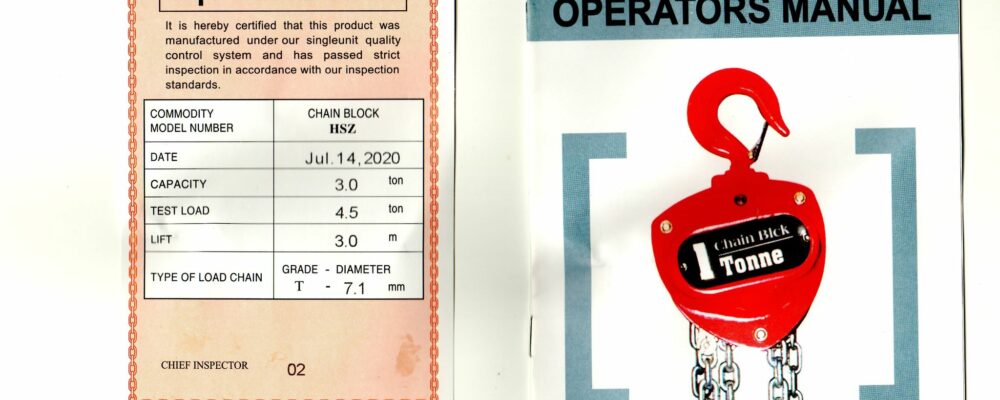 It is hereby certified that this product was
manufactured under our singleunit quality
control system and has passed strict
inspection in accordance with our inspection
standards.
COMMODITY CHAIN BLOCK
MODEL NUMBER HSZ
DATE Jul.14,2020
CAPACITY 3.0 ton
TEST LOAD 4.5 ton
LIFT 3.0 m
TYPE OF LOAD CHAIN GRADE - DIAMETER
T - 7.1 mm
CHIEF INSPECTOR 02
OPERATORS MANUAL
Chain Blck
1 Tonne